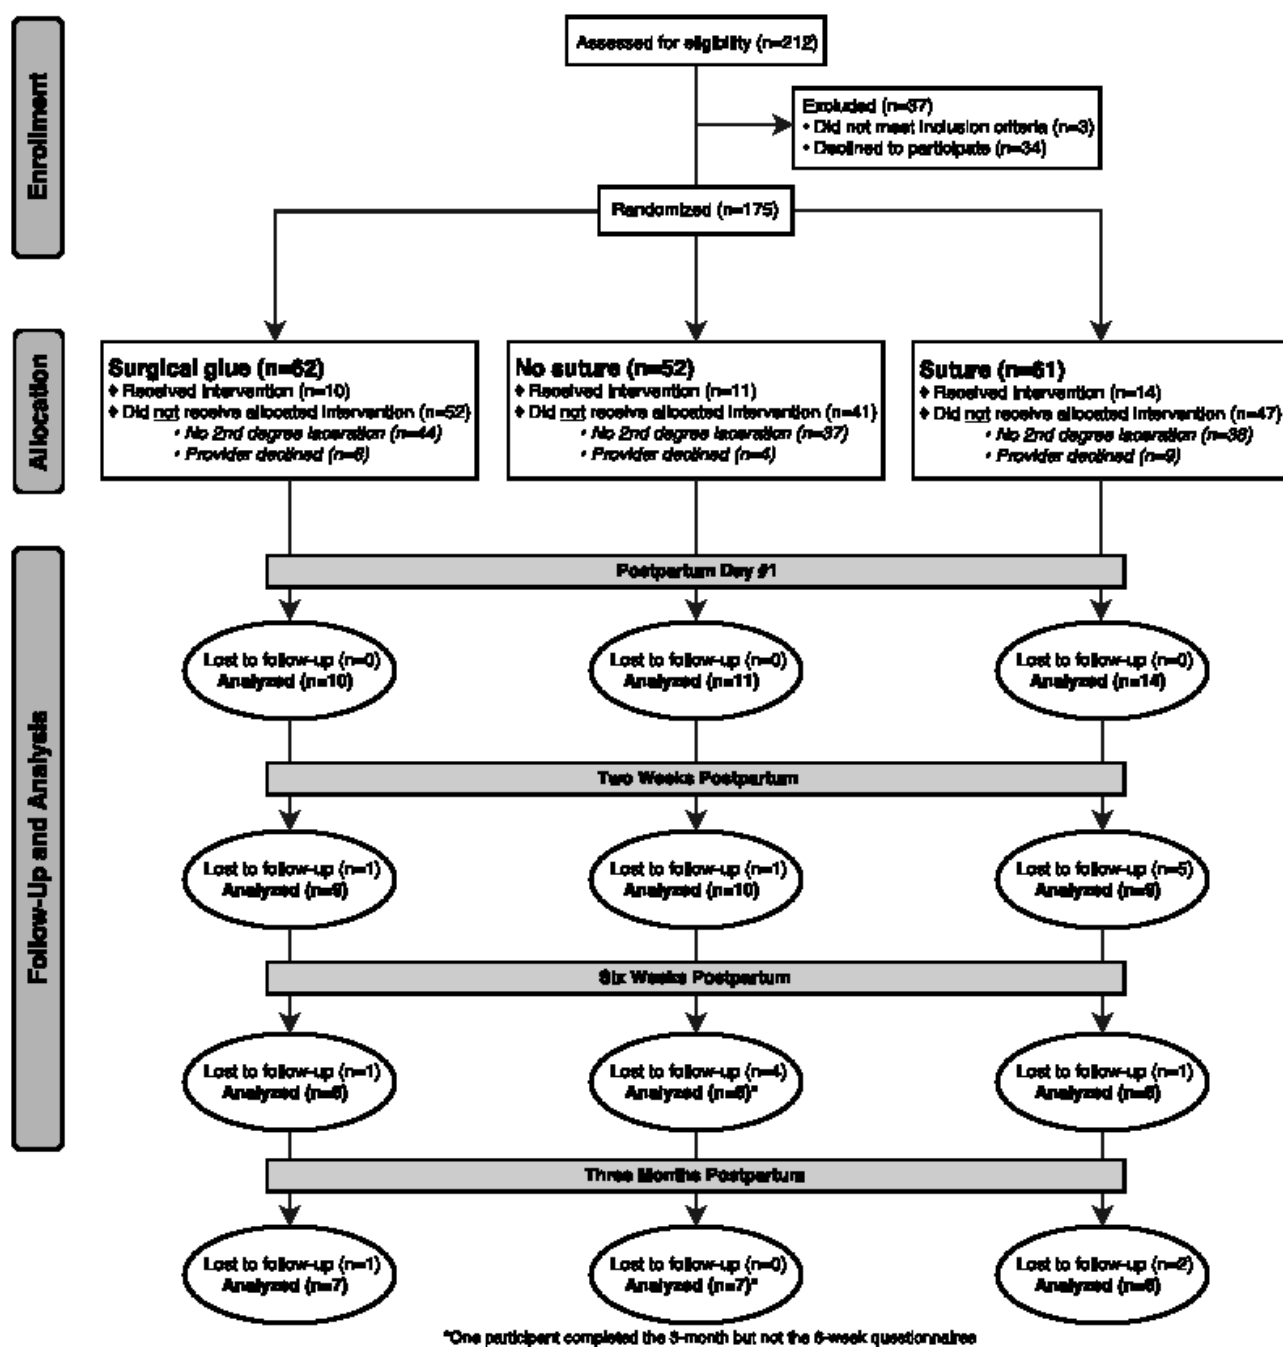 Enrollment
Assessed for eligibility (n=212)
Excluded (n=37)
• Did not meet inclusion criteria (n=3)
• Declined to participate (n=34)
Randomized (n=175)
Allocation
Surgical glue (n=62)
♦ Received intervention (n=10)
♦ Did not receive allocated intervention (n=52)
• No 2nd degree laceration (n=44)
• Provider declined (n=8)
No suture (n=52)
♦ Received intervention (n=11)
♦ Did not receive allocated intervention (n=41)
• No 2nd degree laceration (n=37)
• Provider declined (n=4)
Suture (n=61)
♦ Received intervention (n=14)
♦ Did not receive allocated intervention (n=47)
• No 2nd degree laceration (n=38)
• Provider declined (n=9)
Follow-Up and Analysis
Postpartum Day #1
Lost to follow-up (n=0)
Analyzed (n=10)
Lost to follow-up (n=0)
Analyzed (n=11)
Lost to follow-up (n=0)
Analyzed (n=14)
Two Weeks Postpartum
Lost to follow-up (n=1)
Analyzed (n=9)
Lost to follow-up (n=1)
Analyzed (n=10)
Lost to follow-up (n=5)
Analyzed (n=9)
Six Weeks Postpartum
Lost to follow-up (n=1)
Analyzed (n=8)
Lost to follow-up (n=4)
Analyzed (n=6)*
Lost to follow-up (n=1)
Analyzed (n=8)
Three Months Postpartum
Lost to follow-up (n=1)
Analyzed (n=7)
Lost to follow-up (n=0)
Analyzed (n=7)*
Lost to follow-up (n=2)
Analyzed (n=6)
*One participant completed the 3-month but not the 6-week questionnaires